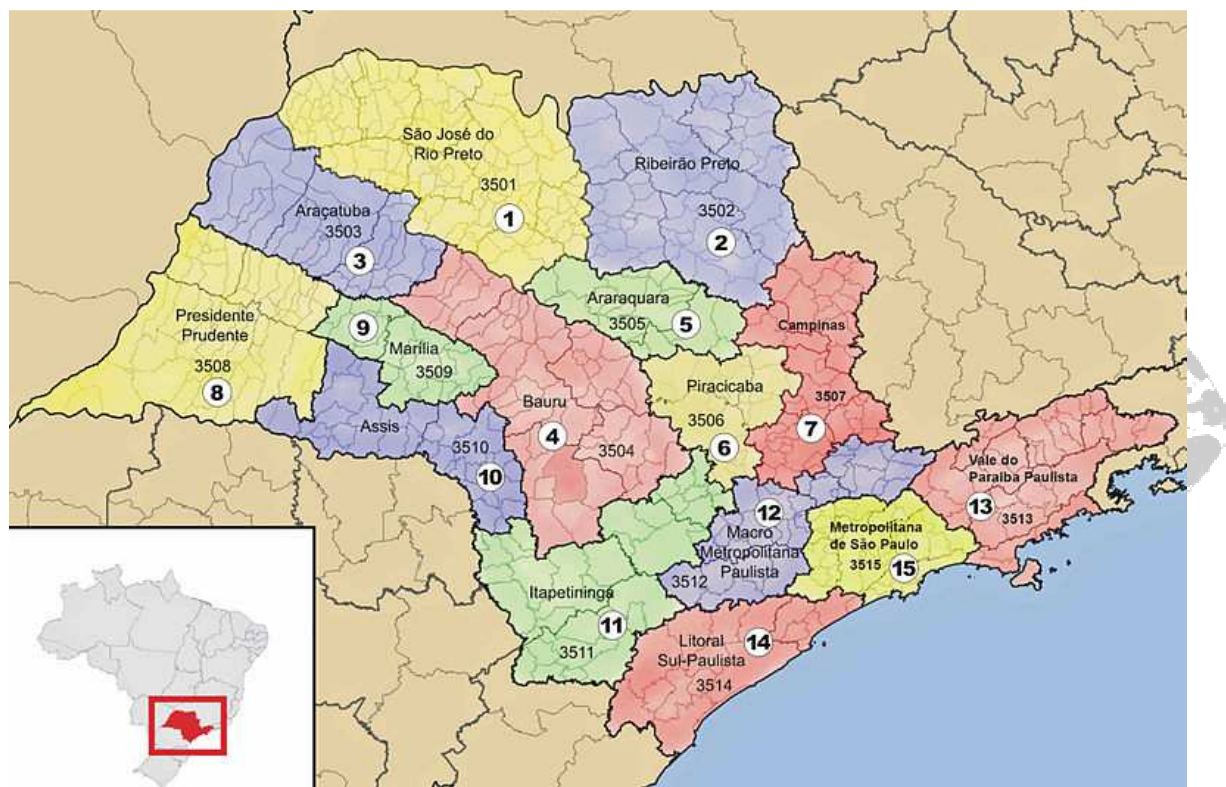 São José do
Rio Preto
3501
1
Ribeirão Preto
3502
2
Araçatuba
3503
3
Araraquara
3505
5
Campinas
3507
7
Presidente
Prudente
3508
8
9
Marília
3509
Bauru
4
3504
Piracicaba
3506
6
Assis
3510
10
Vale do
Paraiba Paulista
13
3513
12
Macro
Metropolitana
Paulista
3512
Metropolitana
de São Paulo
3515
15
Itapetininga
11
3511
Litoral
Sul-Paulista
14
3514